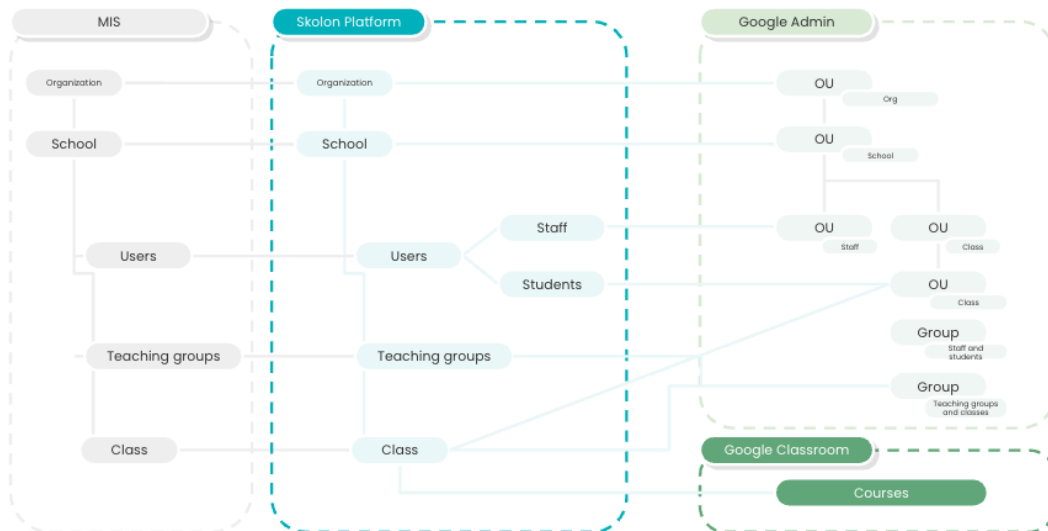 MIS
Skolon Platform
Google Admin
Organization
Organization
OU
Org
School
School
OU
School
Users
Users
Staff
Students
OU
Staff
OU
Class
OU
Class
Group
Staff and
students
Teaching groups
Teaching groups
Group
Teaching groups
and classes
Class
Class
Google Classroom
Courses